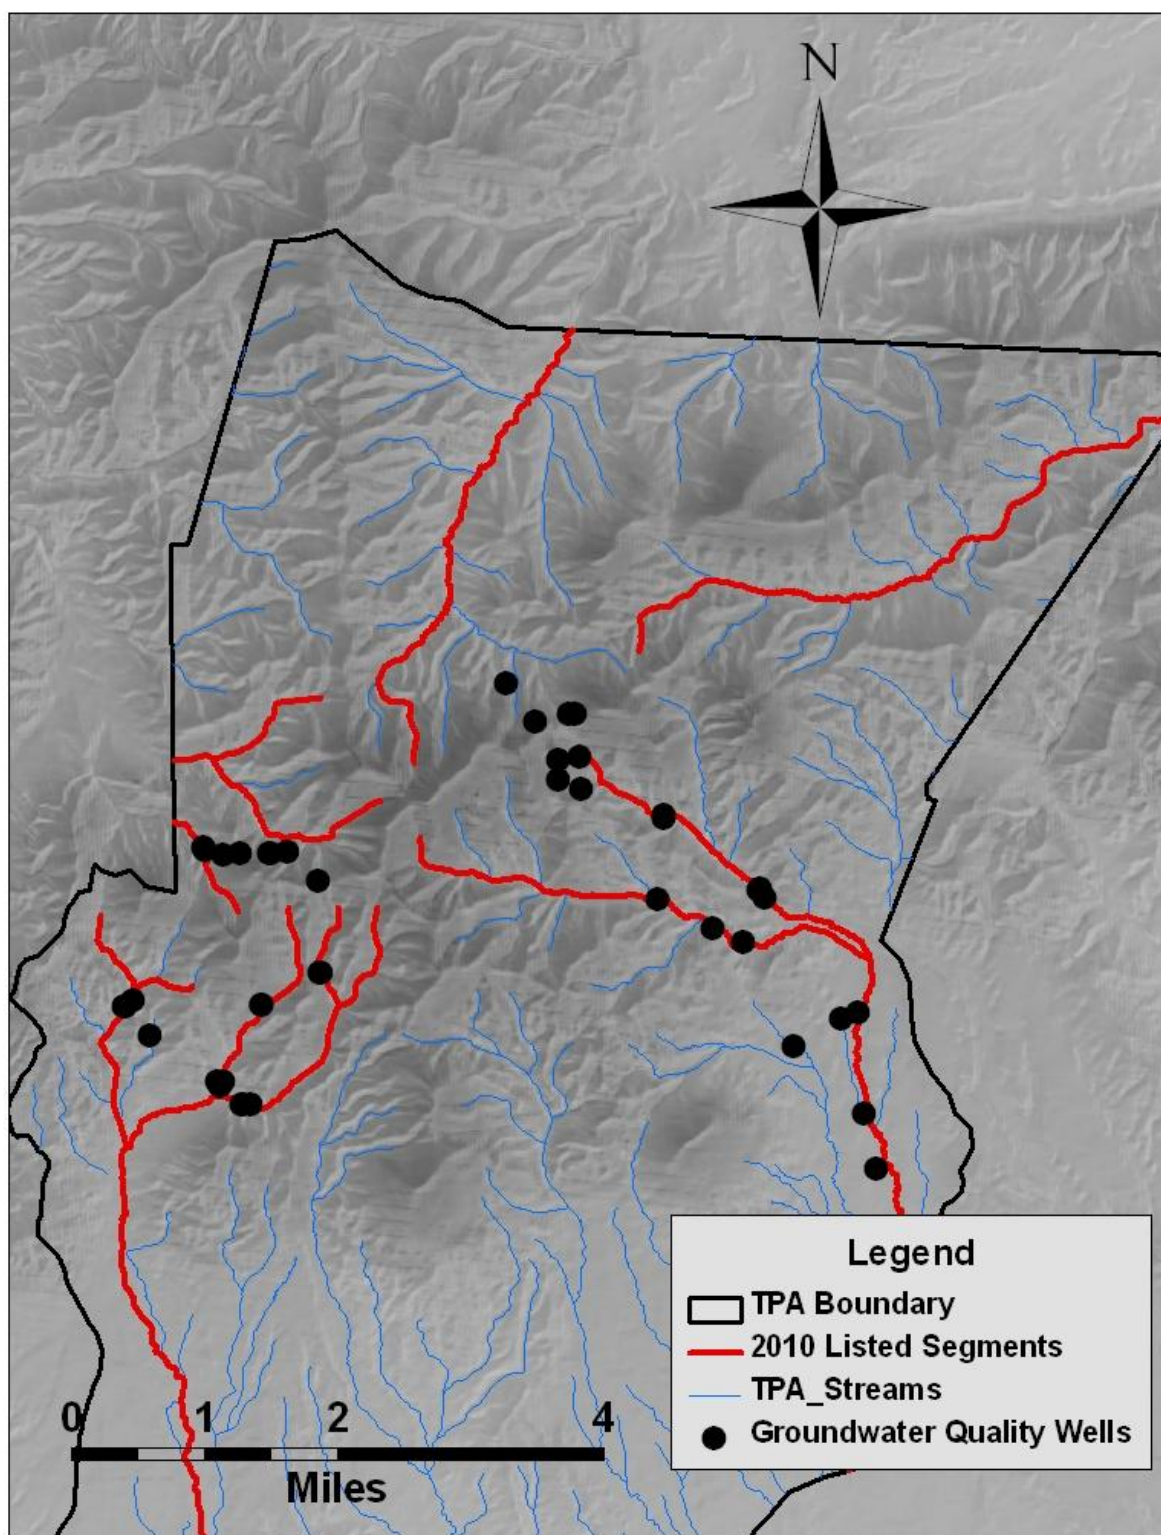 N
Legend
TPA Boundary
2010 Listed Segments
TPA_Streams
Groundwater Quality Wells
0 1 2 4
Miles